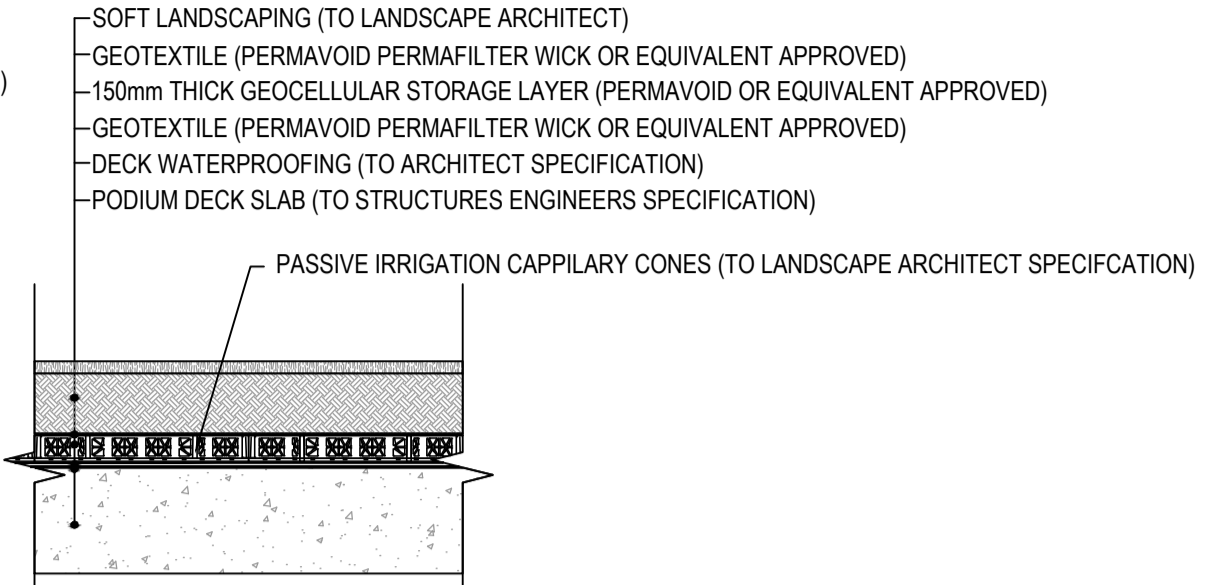 SOFT LANDSCAPING (TO LANDSCAPE ARCHITECT)
GEOTEXTILE (PERMAVOID PERMAFILTER WICK OR EQUIVALENT APPROVED)
)
150mm THICK GEOCELLULAR STORAGE LAYER (PERMAVOID OR EQUIVALENT APPROVED)
GEOTEXTILE (PERMAVOID PERMAFILTER WICK OR EQUIVALENT APPROVED)
DECK WATERPROOFING (TO ARCHITECT SPECIFICATION)
PODIUM DECK SLAB (TO STRUCTURES ENGINEERS SPECIFICATION)
PASSIVE IRRIGATION CAPPILARY CONES (TO LANDSCAPE ARCHITECT SPECIFCATION)